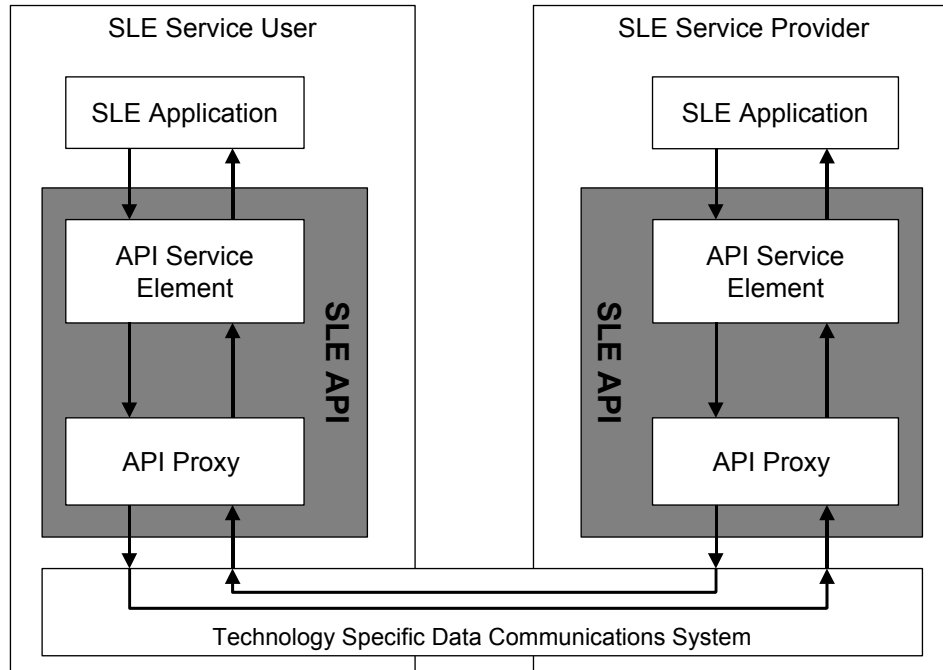 SLE Service User
SLE Application
API Service
Element
SLE API
API Proxy
SLE Service Provider
SLE Application
API Service
Element
SLE API
API Proxy
Technology Specific Data Communications System